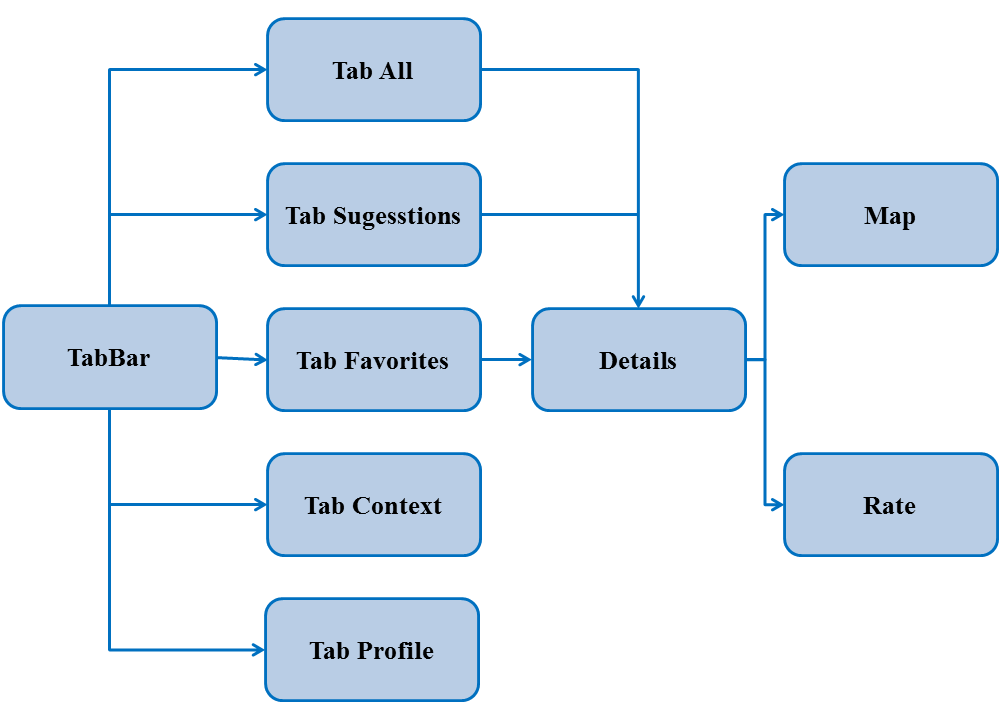 Tab All
Tab Sugesstions
Map
TabBar
Tab Favorites
Details
Tab Context
Rate
Tab Profile